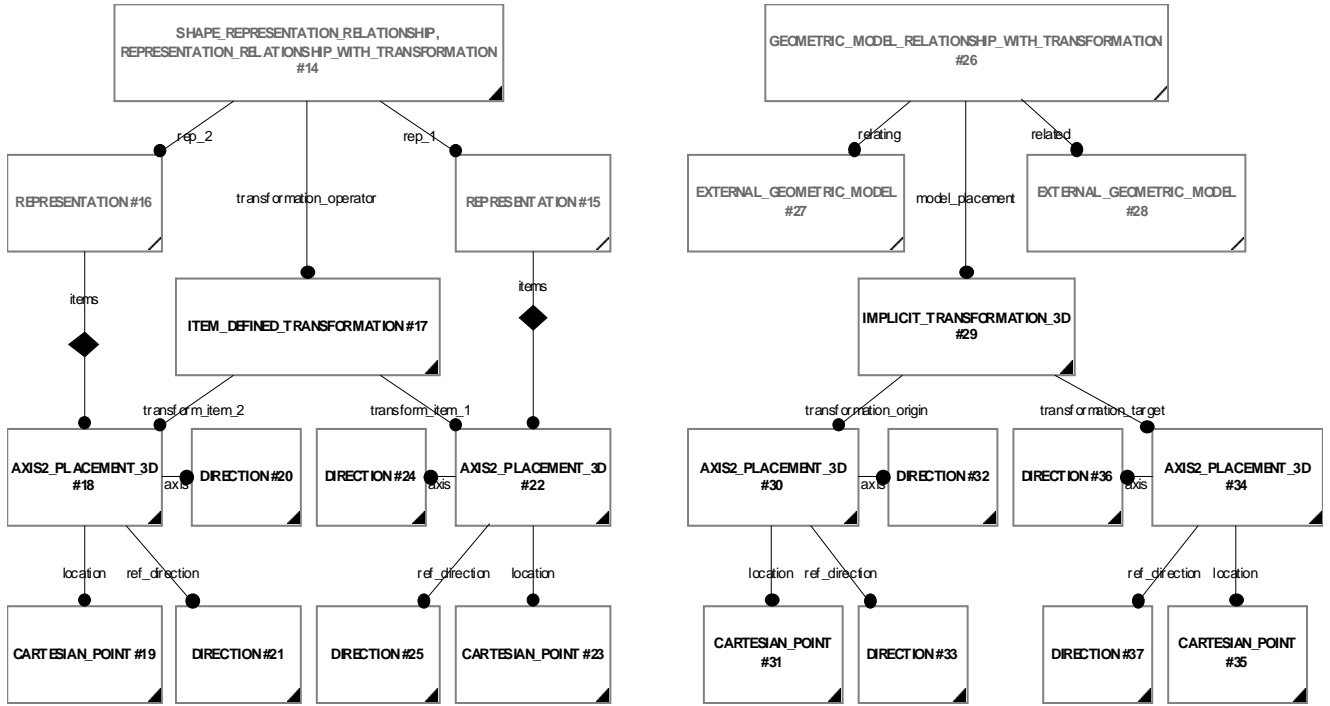 SHAPE_REPRESENTATION_RELATIONSHIP,
REPRESENTATION_RELATIONSHIP_WITH_TRANSFORMATION
#14
rep_2
rep_1
REPRESENTATION #16
transformation_operator
REPRESENTATION #15
items
items
ITEM_DEFINED_TRANSFORMATION #17
transform_item_2
transform_item_1
AXIS2_PLACEMENT_3D
#18
axis
DIRECTION #20
DIRECTION #24
axis
AXIS2_PLACEMENT_3D
#22
location
ref_direction
ref_direction
location
CARTESIAN_POINT #19
DIRECTION #21
DIRECTION #25
CARTESIAN_POINT #23
GEOMETRIC_MODEL_RELATIONSHIP_WITH_TRANSFORMATION
#26
relating
related
EXTERNAL_GEOMETRIC_MODEL
#27
model_placement
EXTERNAL_GEOMETRIC_MODEL
#28
IMPLICIT_TRANSFORMATION_3D
#29
transformation_origin
transformation_target
AXIS2_PLACEMENT_3D
#30
axis
DIRECTION #32
DIRECTION #36
axis
AXIS2_PLACEMENT_3D
#34
location
ref_direction
ref_direction
location
CARTESIAN_POINT
#31
DIRECTION #33
DIRECTION #37
CARTESIAN_POINT
#35